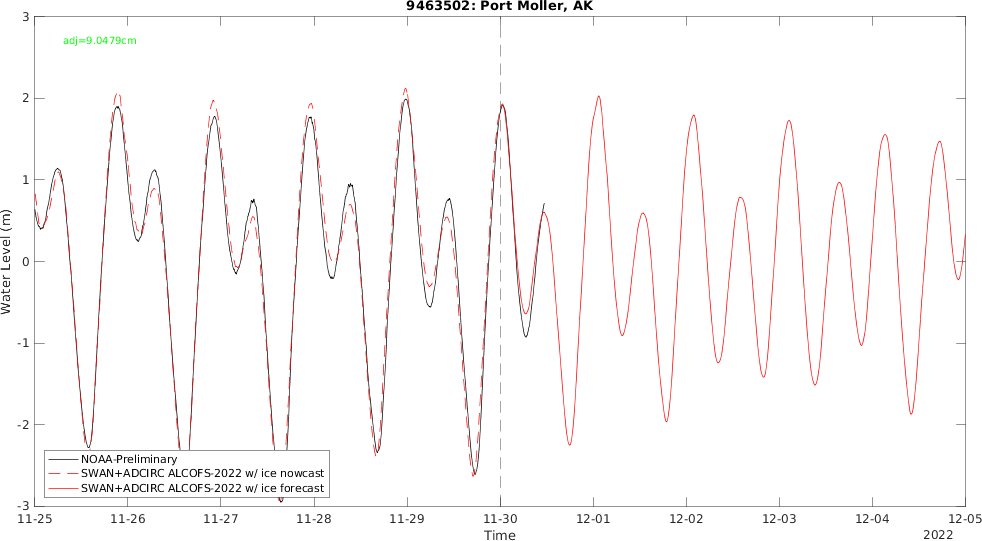 9463502: Port Moller, AK
3
adj=9.0479cm
2
1
0
-1
-2
-3
Water Level (m)
NOAA-Preliminary
SWAN+ADCIRC ALCOFS-2022 w/ ice nowcast
SWAN+ADCIRC ALCOFS-2022 w/ ice forecast
11-25 11-26 11-27 11-28 11-29 11-30 12-01 12-02 12-03 12-04 12-05
Time
2022